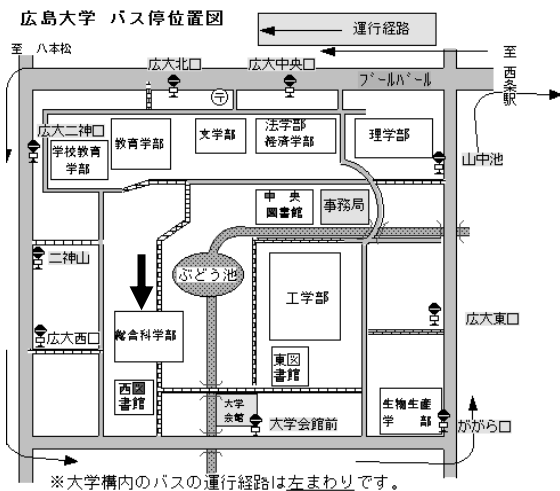 広島大学 バス停位置図
運行経路
至 八本松
至
西条駅
広大北口
広大中央口
ブールバール
〒
広大二神口
学校教育
学部
教育学部
文学部
法学部
経済学部
理学部
山中池
中央
図書館
事務局
二神山
ぶどう池
工学部
広大西口
総合科学部
広大東口
東図
書館
西図
書館
大学
会館
大学会館前
生物生産
学部
ががら口
※大学構内のバスの運行経路は左まわりです。